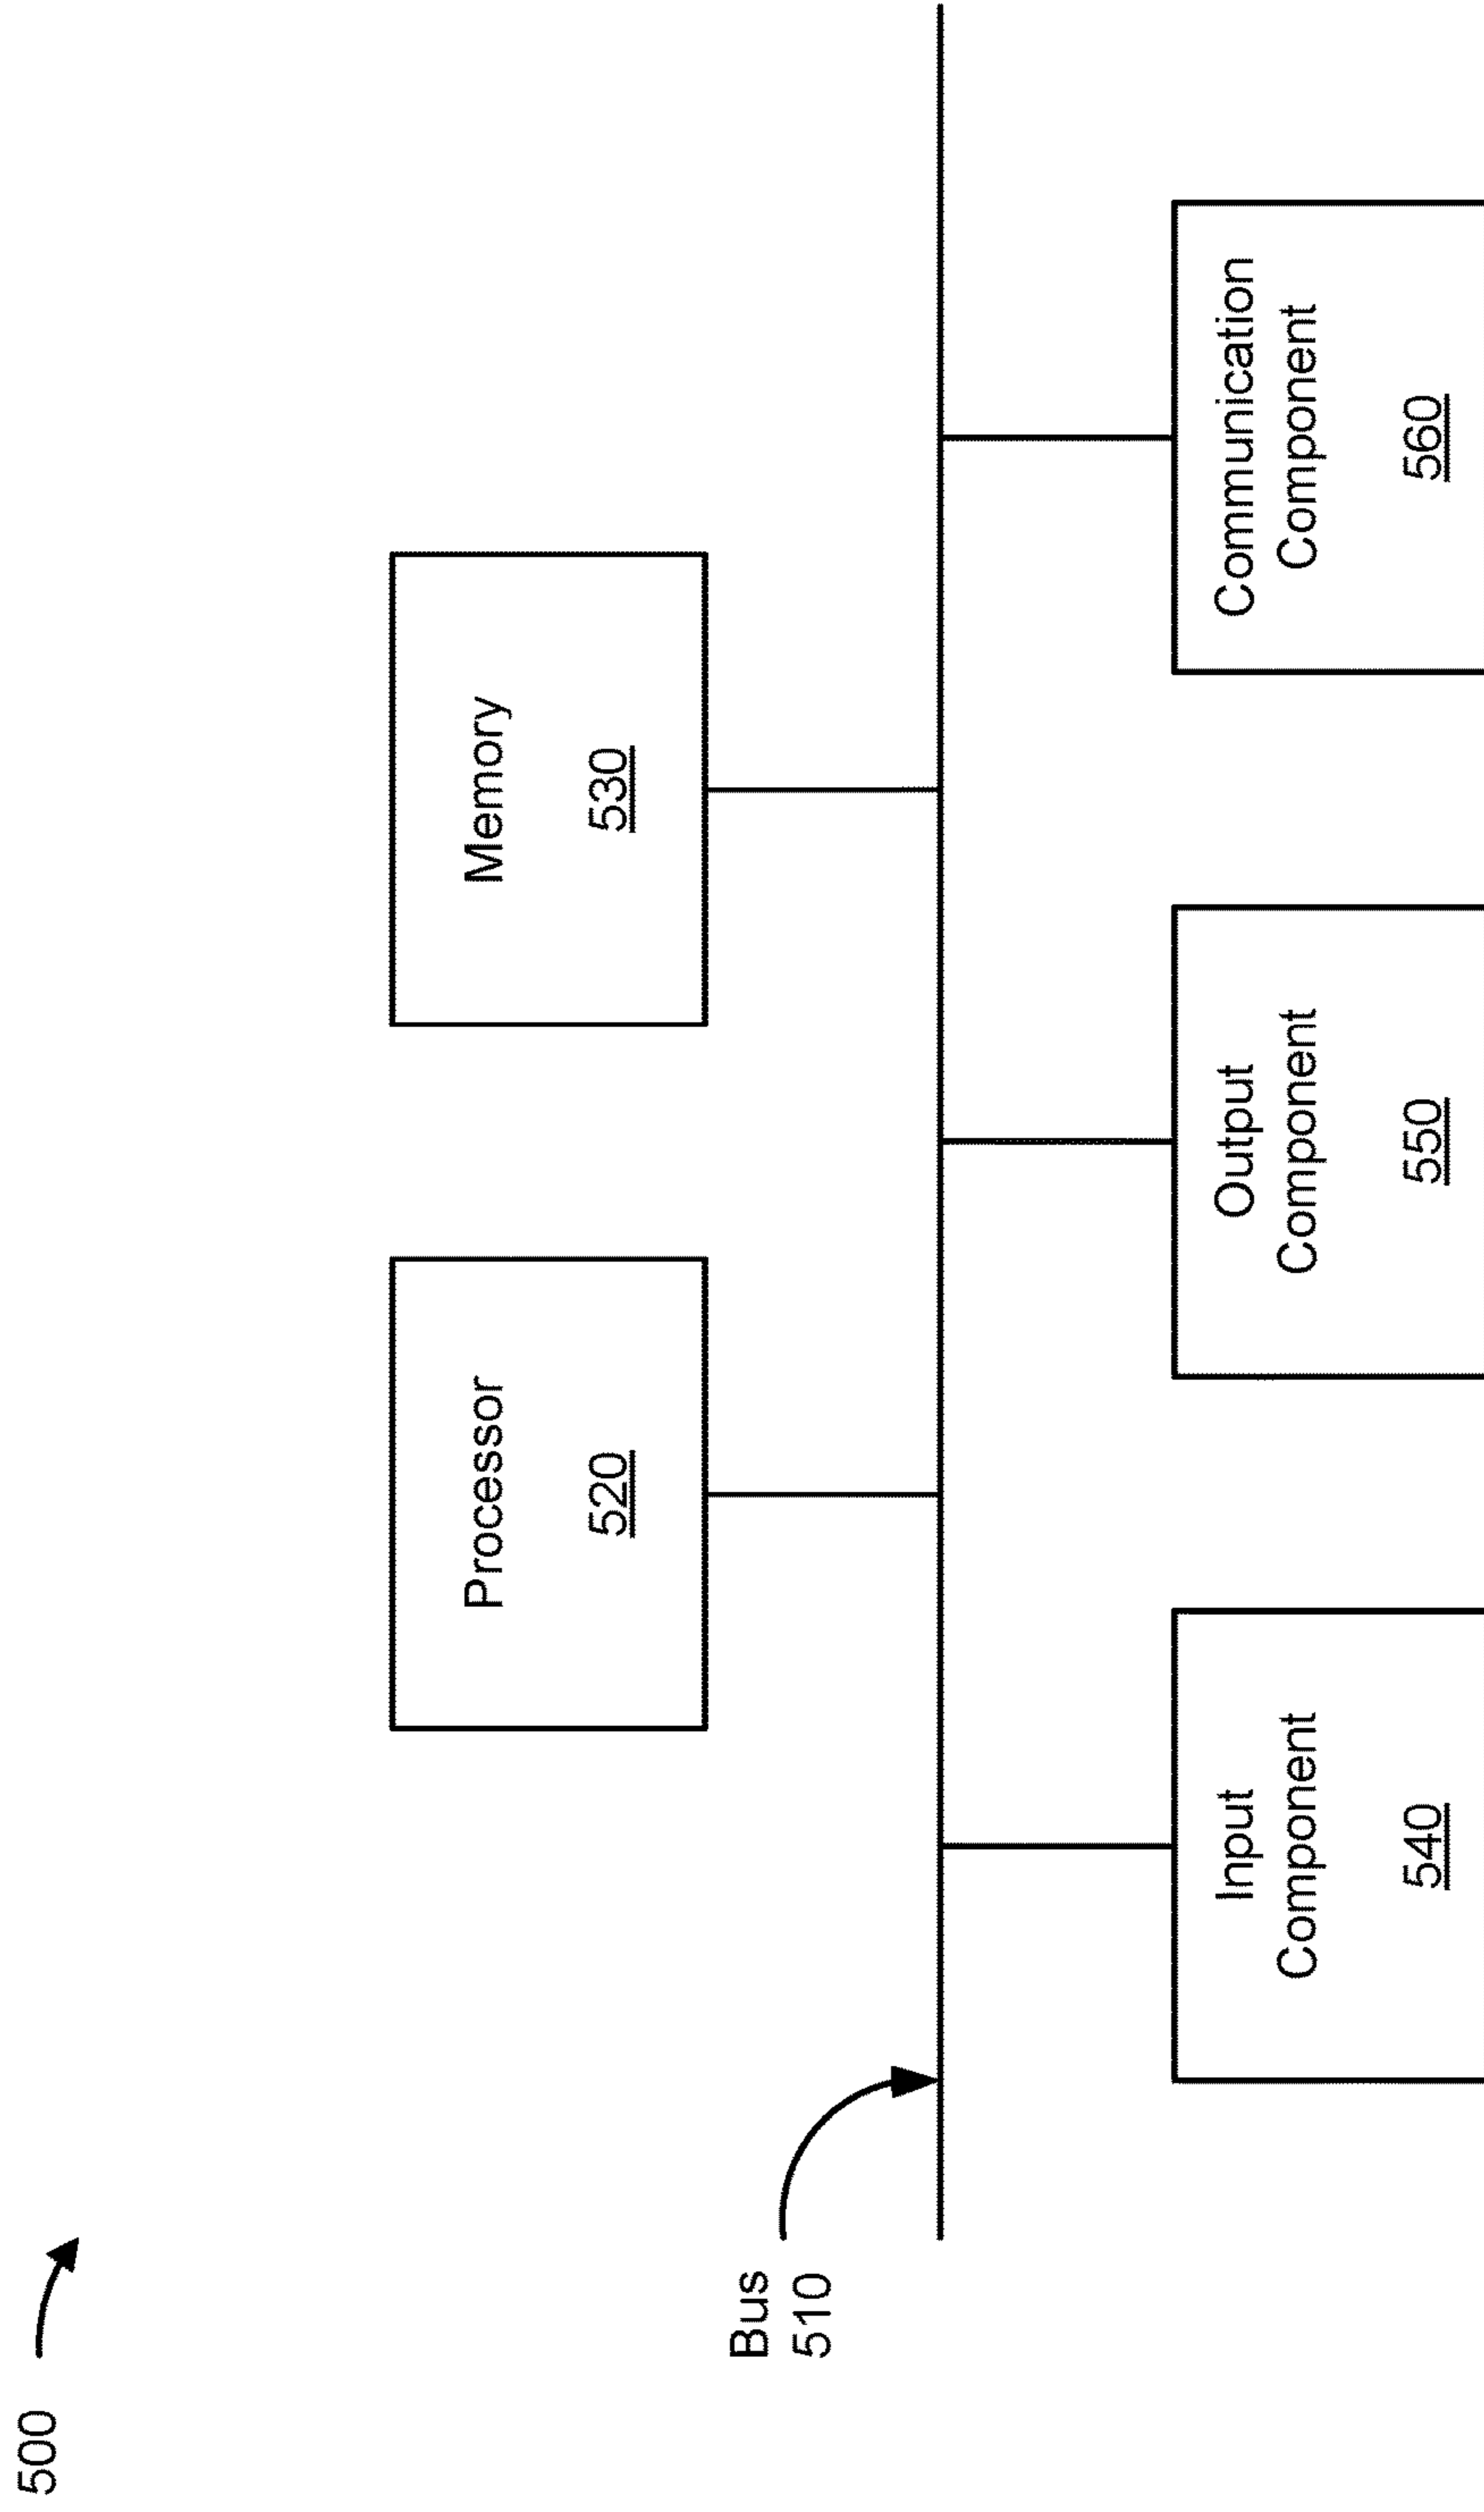 500
Processor
520
Memory
530
Bus
510
Input
Component
540
Output
Component
550
Communication
Component
560